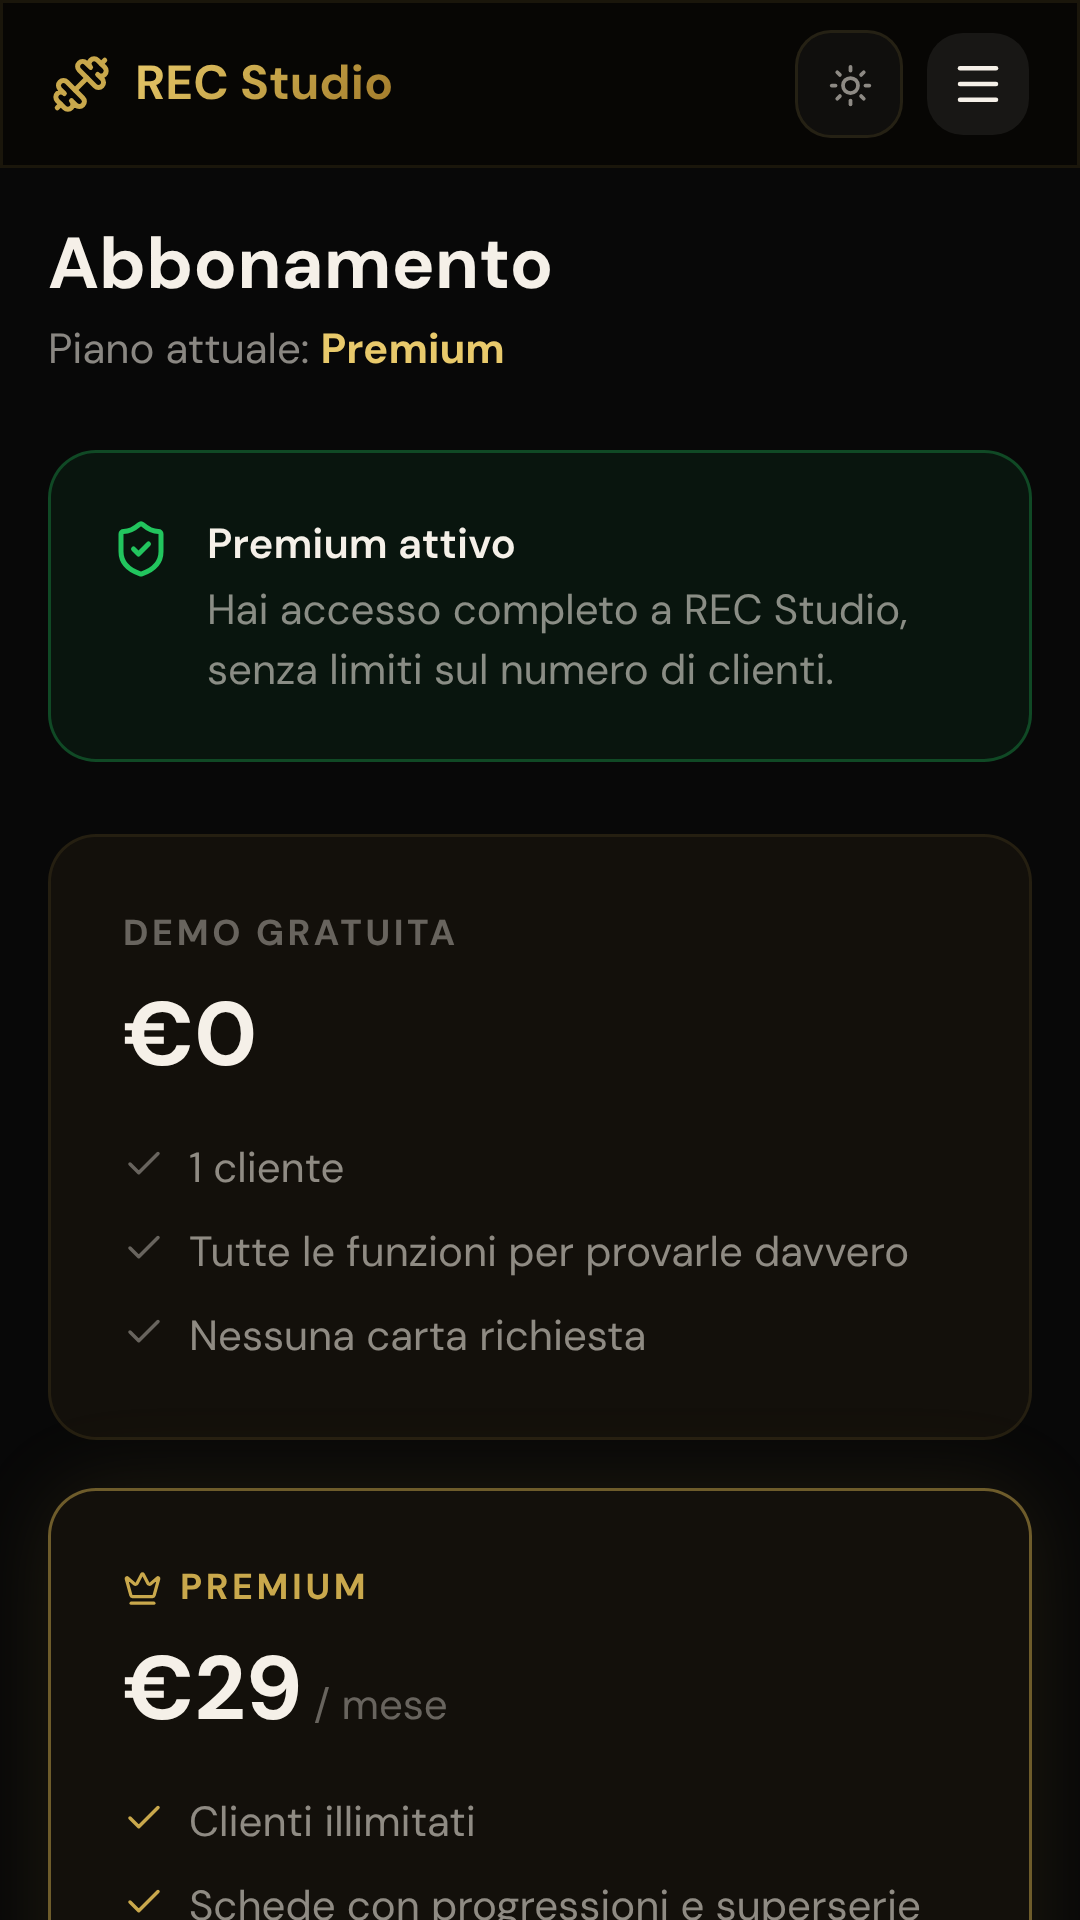 REC Studio
Abbonamento
Piano attuale: Premium
Premium attivo
Hai accesso completo a REC Studio,
senza limiti sul numero di clienti.
DEMO GRATUITA
€0
1 cliente
Tutte le funzioni per provarle davvero
Nessuna carta richiesta
PREMIUM
€29 / mese
Clienti illimitati
Schede con progressioni e superserie